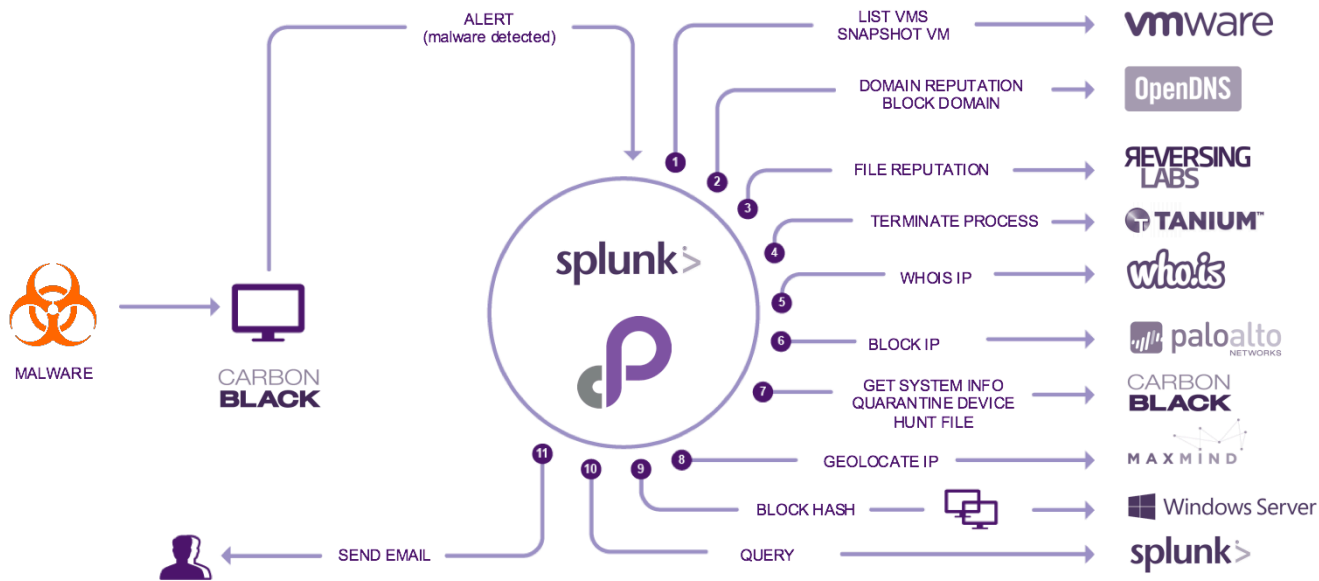 ALERT
(malware detected)
MALWARE
CARBON
BLACK
splunk>
1
LIST VMS
SNAPSHOT VM
vmware
2
DOMAIN REPUTATION
BLOCK DOMAIN
OpenDNS
3
FILE REPUTATION
REVERSING
LABS
4
TERMINATE PROCESS
TANIUM™
5
WHOIS IP
who.is
6
BLOCK IP
paloalto
NETWORKS
7
GET SYSTEM INFO
QUARANTINE DEVICE
HUNT FILE
CARBON
BLACK
8
GEOLOCATE IP
MAXMIND
9
BLOCK HASH
Windows Server
10
QUERY
splunk>
11
SEND EMAIL